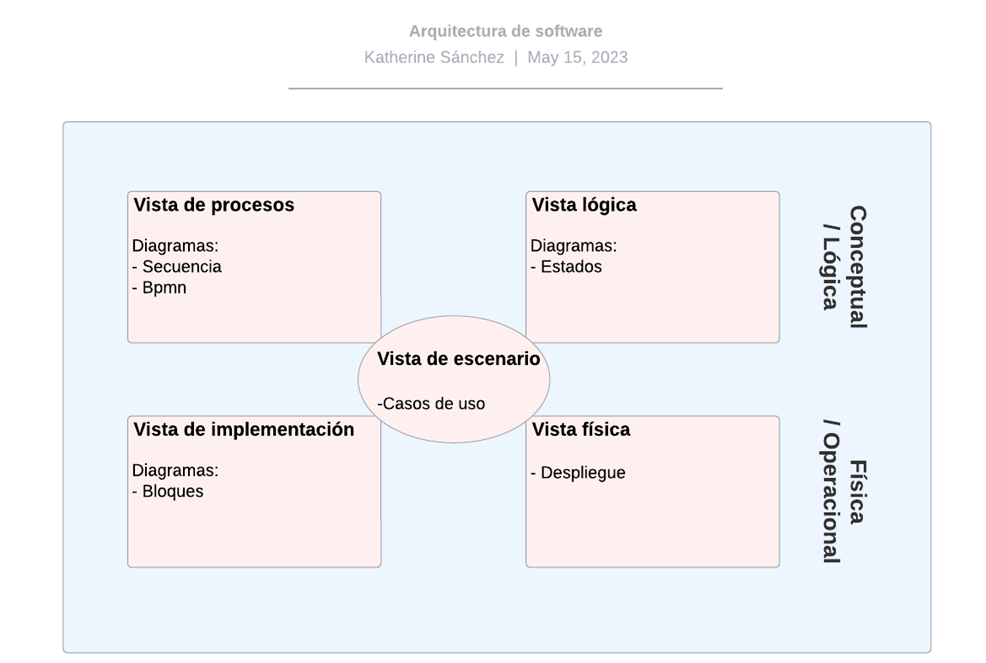 Arquitectura de software
Katherine Sánchez | May 15, 2023
Vista de procesos
Diagramas:
- Secuencia
- Bpmn
Vista lógica
Diagramas:
- Estados
Conceptual
/ Lógica
Vista de escenario
-Casos de uso
Vista de implementación
Diagramas:
- Bloques
Vista física
- Despliegue
Física
/ Operacional